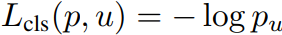 L_cls(p, u) = − log p_u